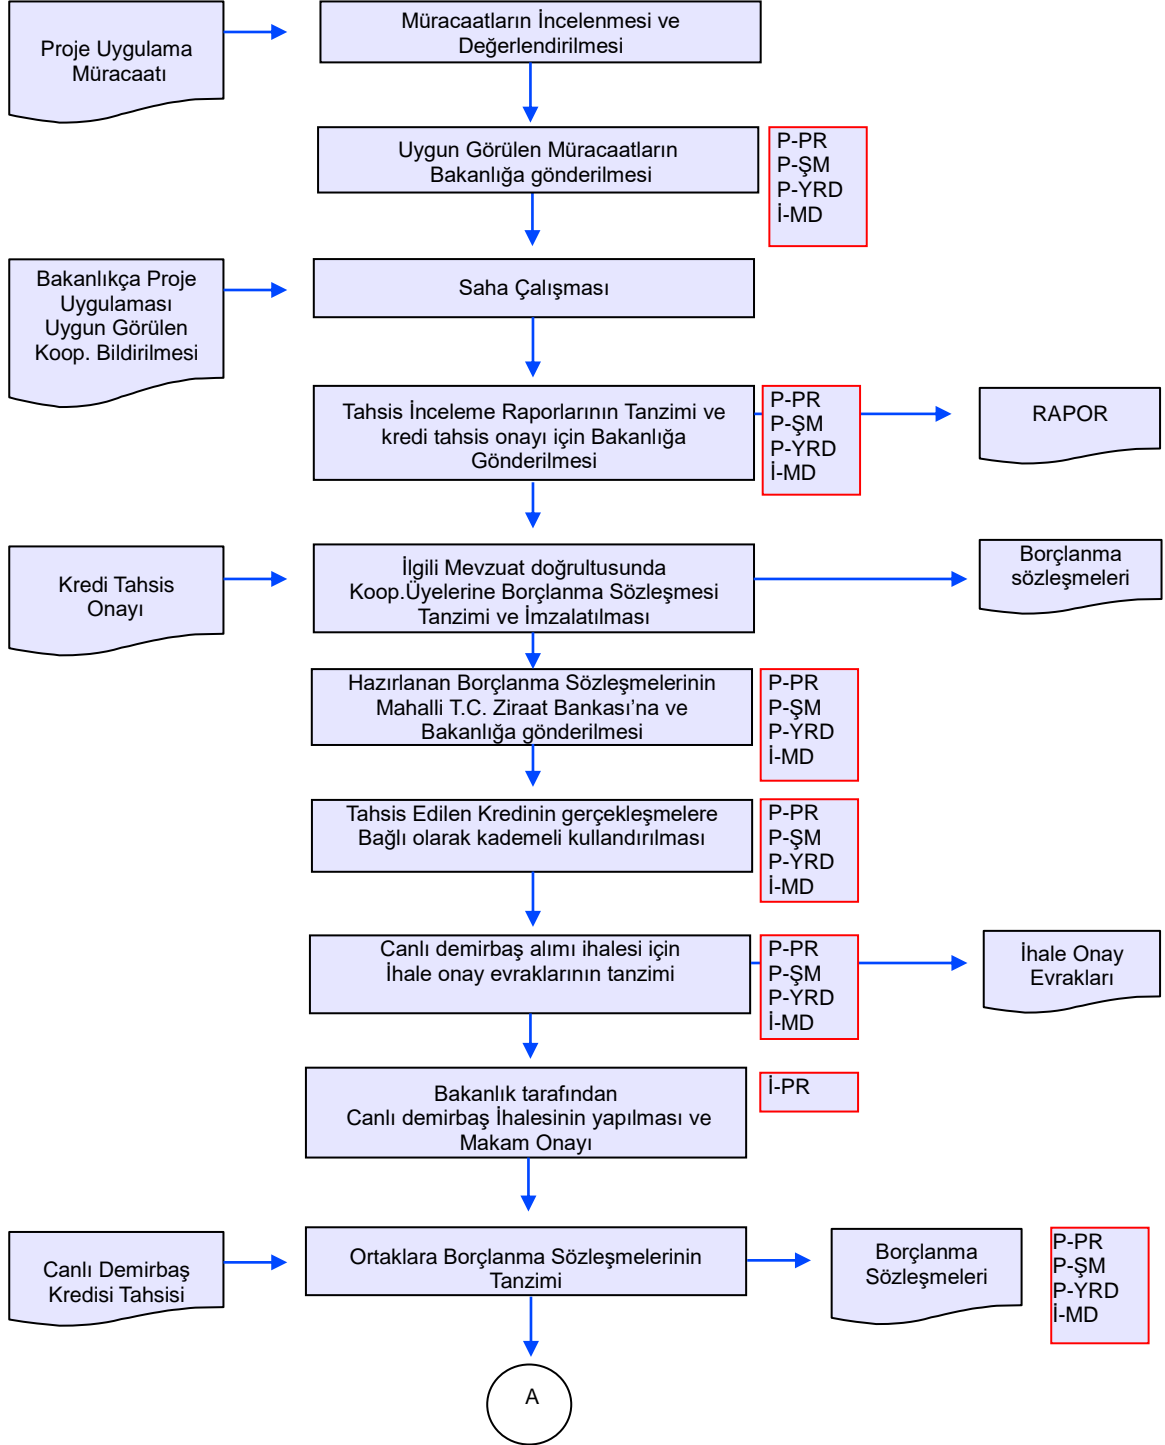 Proje Uygulama
Müracaatı
Müracaatların İncelenmesi ve
Değerlendirilmesi
Uygun Görülen Müracaatların
Bakanlığa gönderilmesi
P-PR
P-ŞM
P-YRD
İ-MD
Bakanlıkça Proje
Uygulaması
Uygun Görülen
Koop. Bildirilmesi
Saha Çalışması
Tahsis İnceleme Raporlarının Tanzimi ve
kredi tahsis onayı için Bakanlığa
Gönderilmesi
P-PR
P-ŞM
P-YRD
İ-MD
RAPOR
Kredi Tahsis
Onayı
İlgili Mevzuat doğrultusunda
Koop.Üyelerine Borçlanma Sözleşmesi
Tanzimi ve İmzalatılması
Borçlanma
sözleşmeleri
Hazırlanan Borçlanma Sözleşmelerinin
Mahalli T.C. Ziraat Bankası’na ve
Bakanlığa gönderilmesi
P-PR
P-ŞM
P-YRD
İ-MD
Tahsis Edilen Kredinin gerçekleşmelere
Bağlı olarak kademeli kullandırılması
P-PR
P-ŞM
P-YRD
İ-MD
Canlı demirbaş alımı ihalesi için
İhale onay evraklarının tanzimi
P-PR
P-ŞM
P-YRD
İ-MD
İhale Onay
Evrakları
Bakanlık tarafından
Canlı demirbaş İhalesinin yapılması ve
Makam Onayı
İ-PR
Canlı Demirbaş
Kredisi Tahsisi
Ortaklara Borçlanma Sözleşmelerinin
Tanzimi
Borçlanma
Sözleşmeleri
P-PR
P-ŞM
P-YRD
İ-MD
A